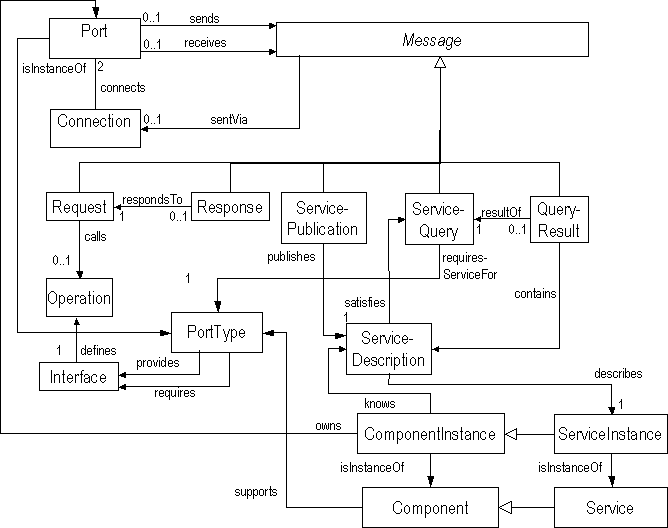 Port
0..1
sends
0..1
receives
Message
isInstanceOf
2
connects
Connection
0..1
sentVia
Request
respondsTo
1
0..1
Response
Service-
Publication
Service-
Query
resultOf
1
0..1
Query-
Result
calls
0..1
publishes
requires-
ServiceFor
1
Operation
satisfies
contains
PortType
1
Service-
Description
1
defines
provides
Interface
requires
describes
knows
1
owns
ComponentInstance
ServiceInstance
isInstanceOf
isInstanceOf
supports
Component
Service